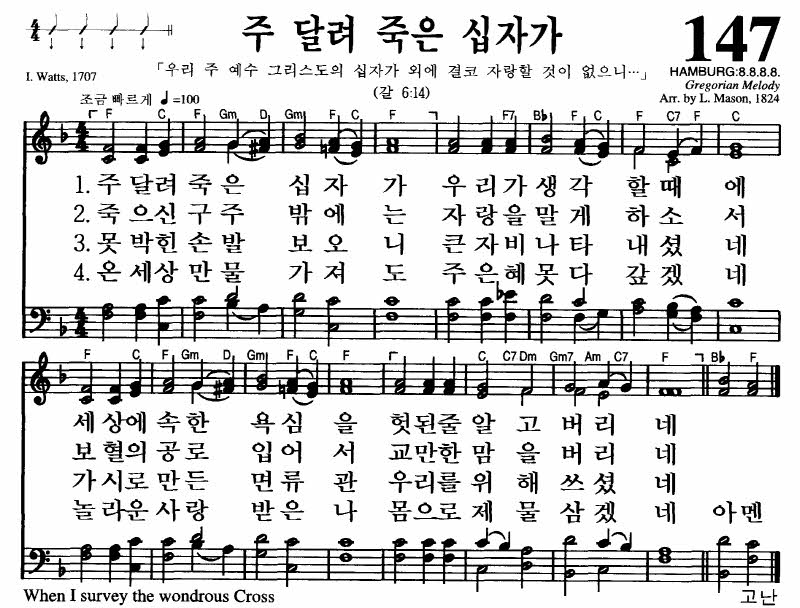 주 달려 죽은 십자가
147
I. Watts, 1707
「우리 주 예수 그리스도의 십자가 외에 결코 자랑할 것이 없으니…」
(갈 6:14)
HAMBURG:8.8.8.8.
Gregorian Melody
Arr. by L. Mason, 1824
조금 빠르게 ♩=100
F C F Gm D Gm F C F F7 B♭ F C F C7 F C
1. 주 달려 죽은 십 자 가 우 리가 생 각 할 때 에
2. 죽 으신 구 주 밖 에 는 자 랑을 말 게 하 소 서
3. 못 박힌 손 발 보 오 니 큰 자비 나 타 내 셨 네
4. 온 세상 만 물 가 져 도 주 은혜 못 다 갚 겠 네
F C F Gm D Gm F C F C C7 Dm Gm7 Am C7 F B♭ F
세 상에 속 한 욕 심 을 헛 된줄 알 고 버 리 네
보 혈의 공 로 입 어 서 교 만한 맘 을 버 리 네
가 시로 만 든 면 류 관 우 리를 위 해 쓰 셨 네
놀 라운 사 랑 받 은 나 몸 으로 제 물 삼 겠 네 아멘
When I survey the wondrous Cross
고난